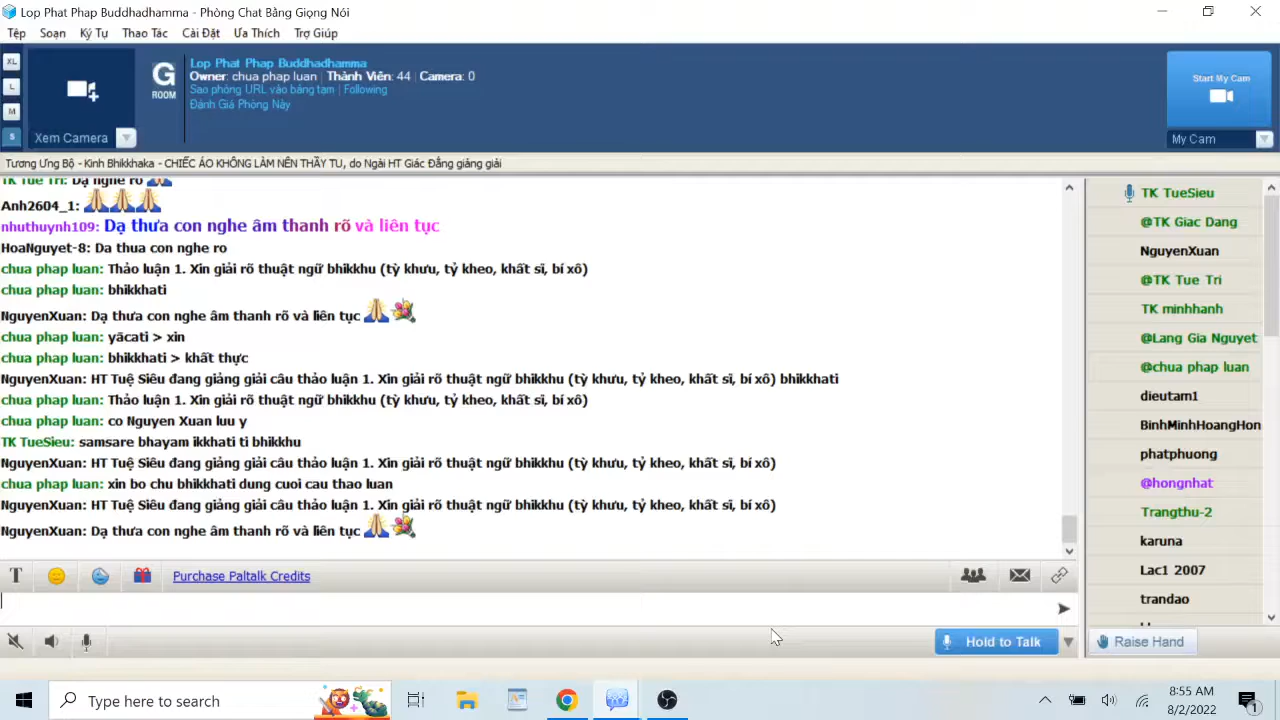 Lop Phat Phap Buddhadhamma - Phòng Chat Bằng Giọng Nói
Tệp Soạn Ký Tự Thao Tác Cài Đặt Ưa Thích Trợ Giúp
XL
L
M
S
Xem Camera
G
ROOM
Lop Phat Phap Buddhadhamma
Owner: chua phap luan | Thành Viên: 44 | Camera: 0
Sao phòng URL vào bảng tạm | Following
Đánh Giá Phòng Này
Start My Cam
My Cam
Tương Ưng Bộ - Kinh Bhikkhaka - CHIẾC ÁO KHÔNG LÀM NÊN THẦY TU, do Ngài HT Giác Đẳng giảng giải
TK Tue Tri: Dạ nghe rõ
Anh2604_1:
nhuthuynh109: Dạ thưa con nghe âm thanh rõ và liên tục
HoaNguyet-8: Da thua con nghe ro
chua phap luan: Thảo luận 1. Xin giải rõ thuật ngữ bhikkhu (tỳ khưu, tỷ kheo, khất sĩ, bí xô)
chua phap luan: bhikkhati
NguyenXuan: Dạ thưa con nghe âm thanh rõ và liên tục
chua phap luan: yācati > xin
chua phap luan: bhikkhati > khất thực
NguyenXuan: HT Tuệ Siêu đang giảng giải câu thảo luận 1. Xin giải rõ thuật ngữ bhikkhu (tỳ khưu, tỷ kheo, khất sĩ, bí xô) bhikkhati
chua phap luan: Thảo luận 1. Xin giải rõ thuật ngữ bhikkhu (tỳ khưu, tỷ kheo, khất sĩ, bí xô)
chua phap luan: co Nguyen Xuan luu y
TK TueSieu: samsare bhayam ikkhati ti bhikkhu
NguyenXuan: HT Tuệ Siêu đang giảng giải câu thảo luận 1. Xin giải rõ thuật ngữ bhikkhu (tỳ khưu, tỷ kheo, khất sĩ, bí xô)
chua phap luan: xin bo chu bhikkhati dung cuoi cau thao luan
NguyenXuan: HT Tuệ Siêu đang giảng giải câu thảo luận 1. Xin giải rõ thuật ngữ bhikkhu (tỳ khưu, tỷ kheo, khất sĩ, bí xô)
NguyenXuan: Dạ thưa con nghe âm thanh rõ và liên tục
TK TueSieu
@TK Giac Dang
NguyenXuan
@TK Tue Tri
TK minhhanh
@Lang Gia Nguyet
@chua phap luan
dieutam1
BinhMinhHoangHon
phatphuong
@hongnhat
Trangthu-2
karuna
Lac1 2007
trandao
T
Purchase Paltalk Credits
Hold to Talk
Raise Hand
Type here to search
8:55 AM
8/2/2022
1